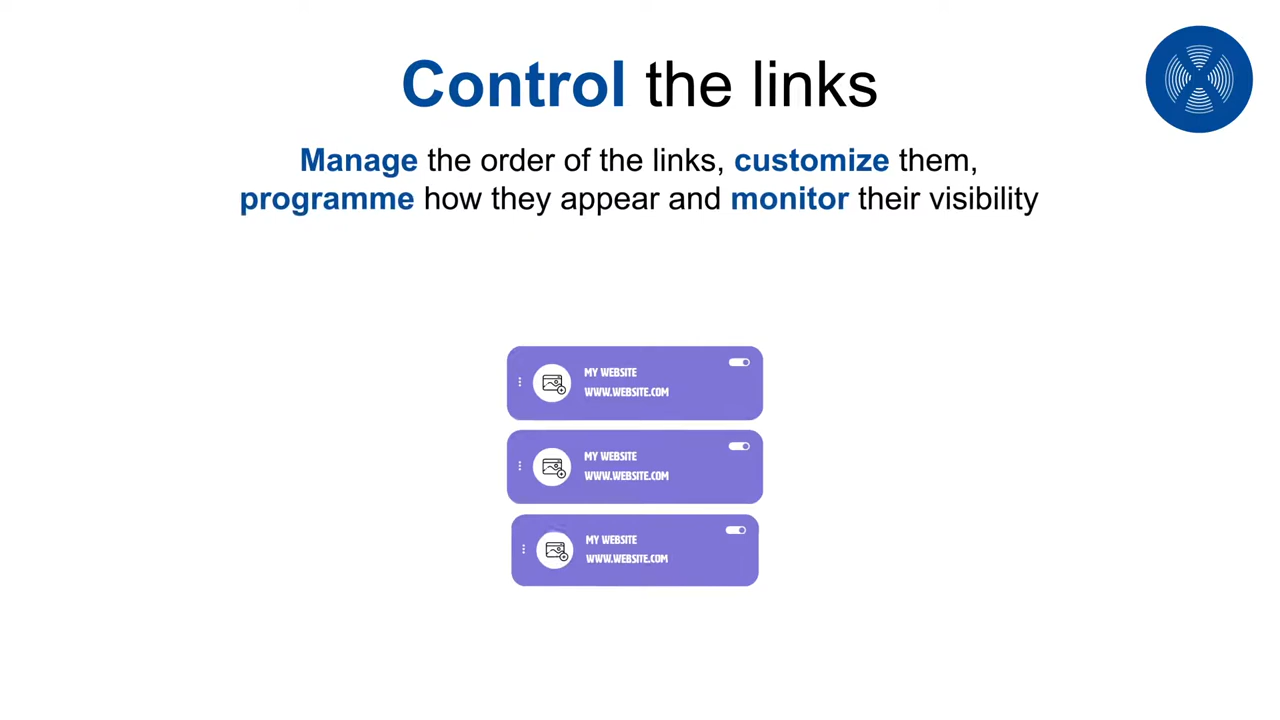 Control the links
Manage the order of the links, customize them,
programme how they appear and monitor their visibility
MY WEBSITE
WWW.WEBSITE.COM
MY WEBSITE
WWW.WEBSITE.COM
MY WEBSITE
WWW.WEBSITE.COM